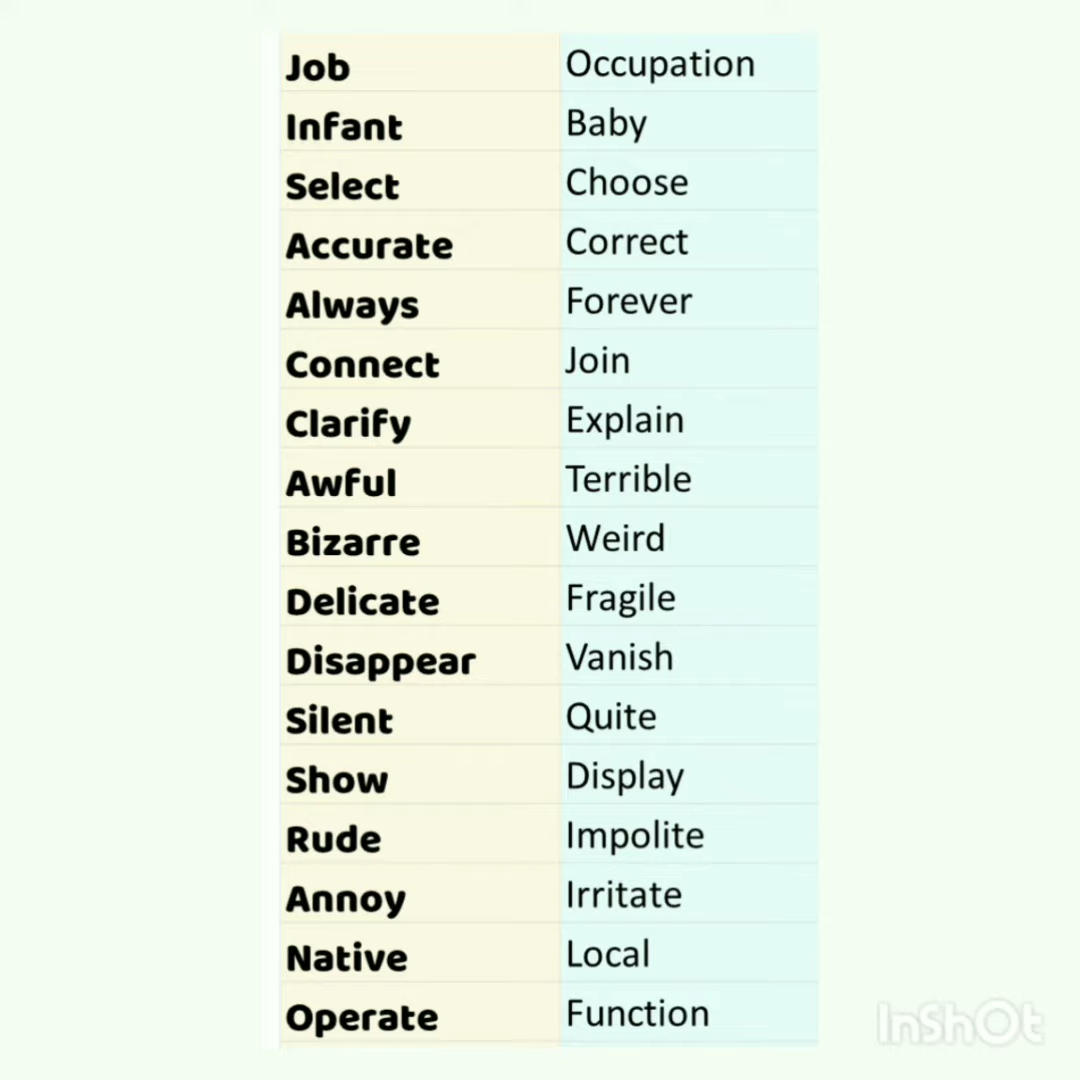 Job Occupation
Infant Baby
Select Choose
Accurate Correct
Always Forever
Connect Join
Clarify Explain
Awful Terrible
Bizarre Weird
Delicate Fragile
Disappear Vanish
Silent Quite
Show Display
Rude Impolite
Annoy Irritate
Native Local
Operate Function
InShOt